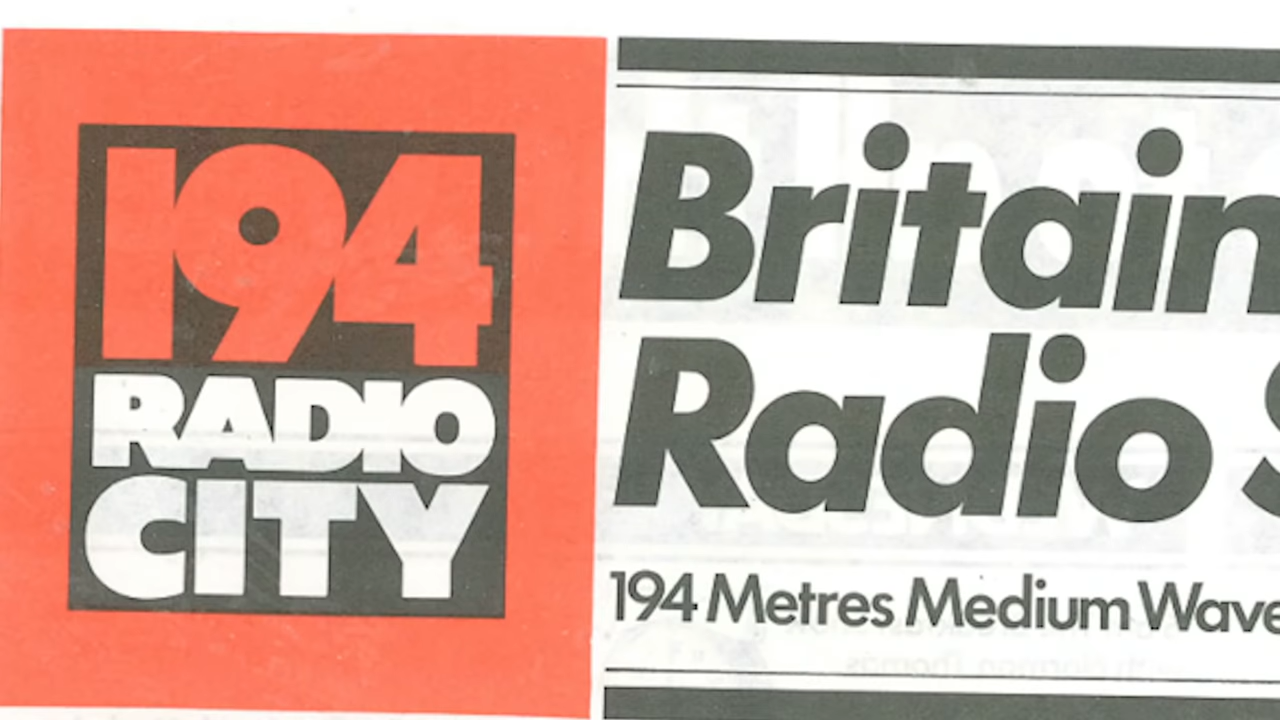 194
RADIO
CITY
Britain
Radio S
194 Metres Medium Wave